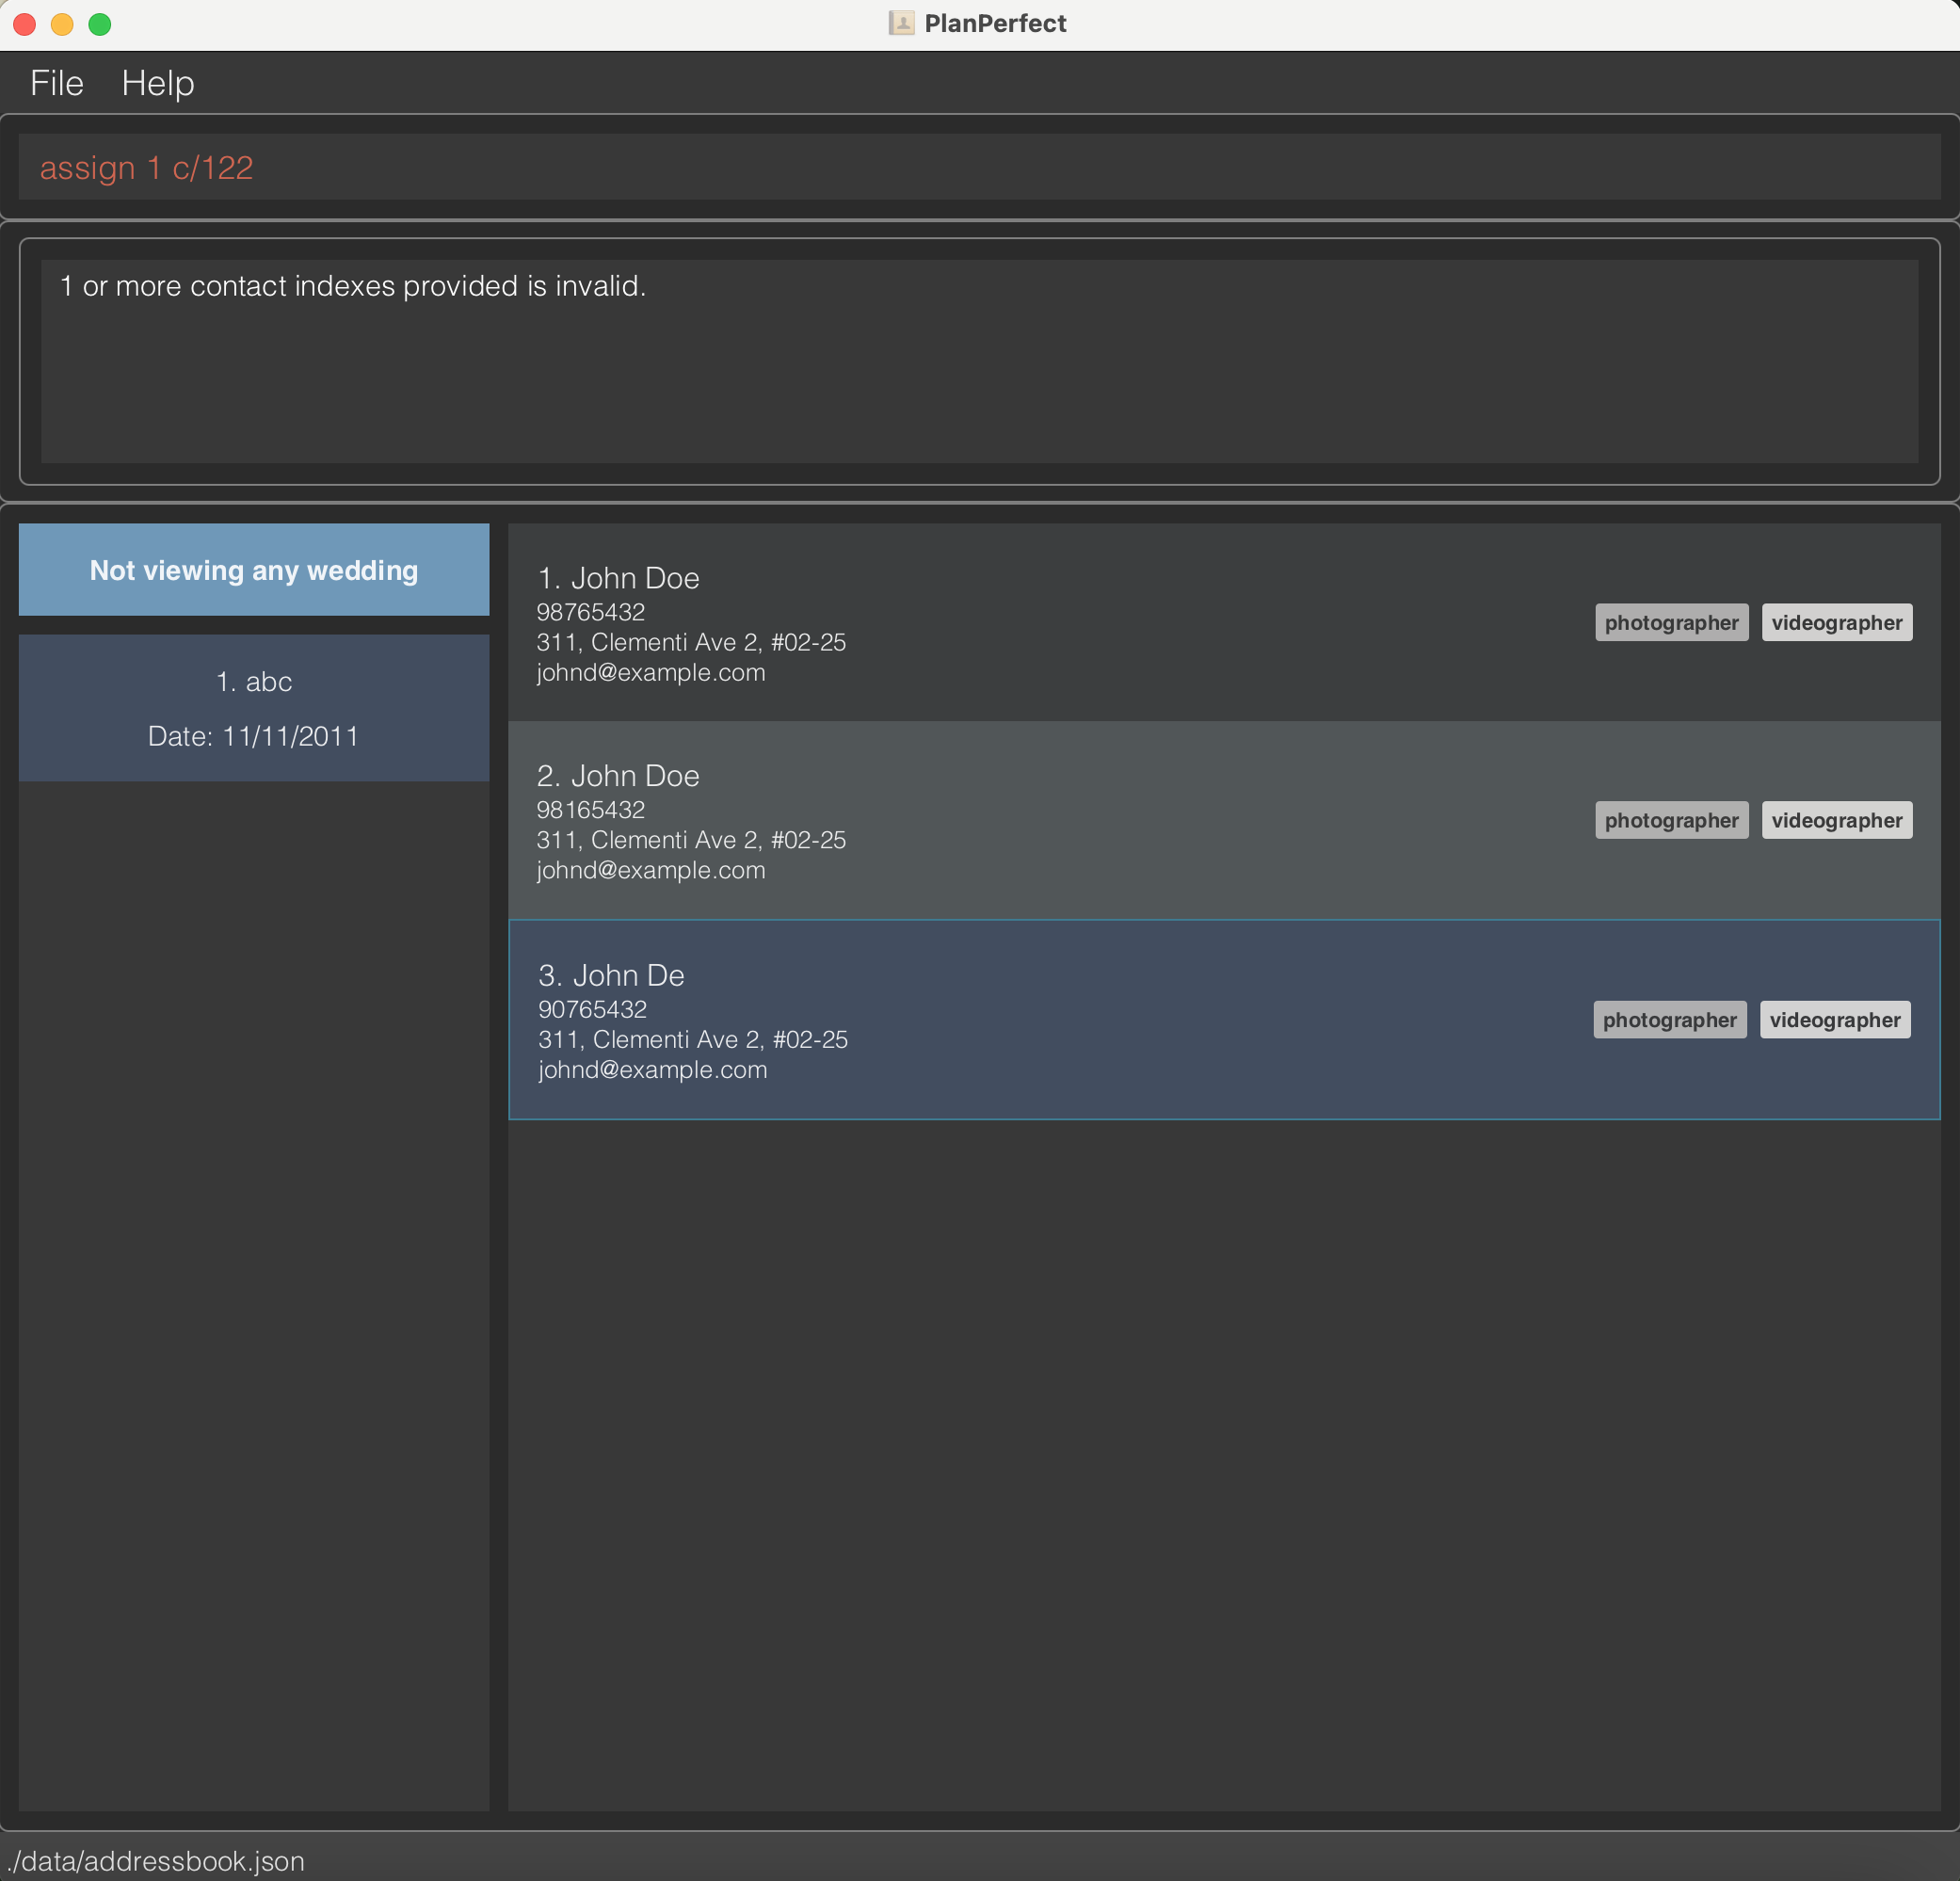 PlanPerfect
File Help
assign 1 c/122
1 or more contact indexes provided is invalid.
Not viewing any wedding
1. abc
Date: 11/11/2011
1. John Doe
98765432
311, Clementi Ave 2, #02-25
johnd@example.com
photographer videographer
2. John Doe
98165432
311, Clementi Ave 2, #02-25
johnd@example.com
photographer videographer
3. John De
90765432
311, Clementi Ave 2, #02-25
johnd@example.com
photographer videographer
./data/addressbook.json